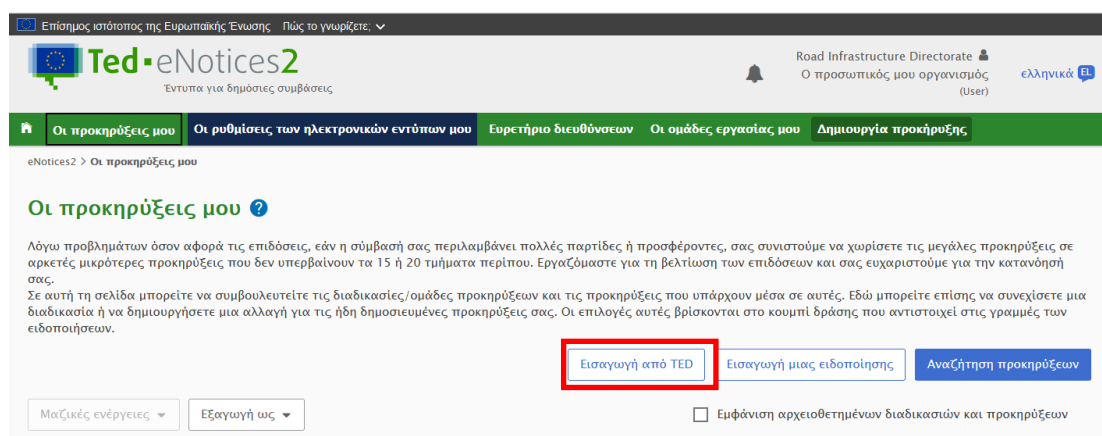 Επίσημος ιστότοπος της Ευρωπαϊκής Ένωσης Πώς το γνωρίζετε;
Ted eNotices2
Έντυπα για δημόσιες συμβάσεις
Road Infrastructure Directorate
Ο προσωπικός μου οργανισμός
(User)
ελληνικά EL
Οι προκηρύξεις μου Οι ρυθμίσεις των ηλεκτρονικών εντύπων μου Ευρετήριο διευθύνσεων Οι ομάδες εργασίας μου Δημιουργία προκήρυξης
eNotices2 > Οι προκηρύξεις μου
Οι προκηρύξεις μου ?
Λόγω προβλημάτων όσον αφορά τις επιδόσεις, εάν η σύμβασή σας περιλαμβάνει πολλές παρτίδες ή προσφέροντες, σας συνιστούμε να χωρίσετε τις μεγάλες προκηρύξεις σε
αρκετές μικρότερες προκηρύξεις που δεν υπερβαίνουν τα 15 ή 20 τμήματα περίπου. Εργαζόμαστε για τη βελτίωση των επιδόσεων και σας ευχαριστούμε για την κατανόησή
σας.
Σε αυτή τη σελίδα μπορείτε να συμβουλευτείτε τις διαδικασίες/ομάδες προκηρύξεων και τις προκηρύξεις που υπάρχουν μέσα σε αυτές. Εδώ μπορείτε επίσης να συνεχίσετε μια
διαδικασία ή να δημιουργήσετε μια αλλαγή για τις ήδη δημοσιευμένες προκηρύξεις σας. Οι επιλογές αυτές βρίσκονται στο κουμπί δράσης που αντιστοιχεί στις γραμμές των
ειδοποιήσεων.
Εισαγωγή από TED Εισαγωγή μιας ειδοποίησης Αναζήτηση προκηρύξεων
Μαζικές ενέργειες Εξαγωγή ως Εμφάνιση αρχειοθετημένων διαδικασιών και προκηρύξεων